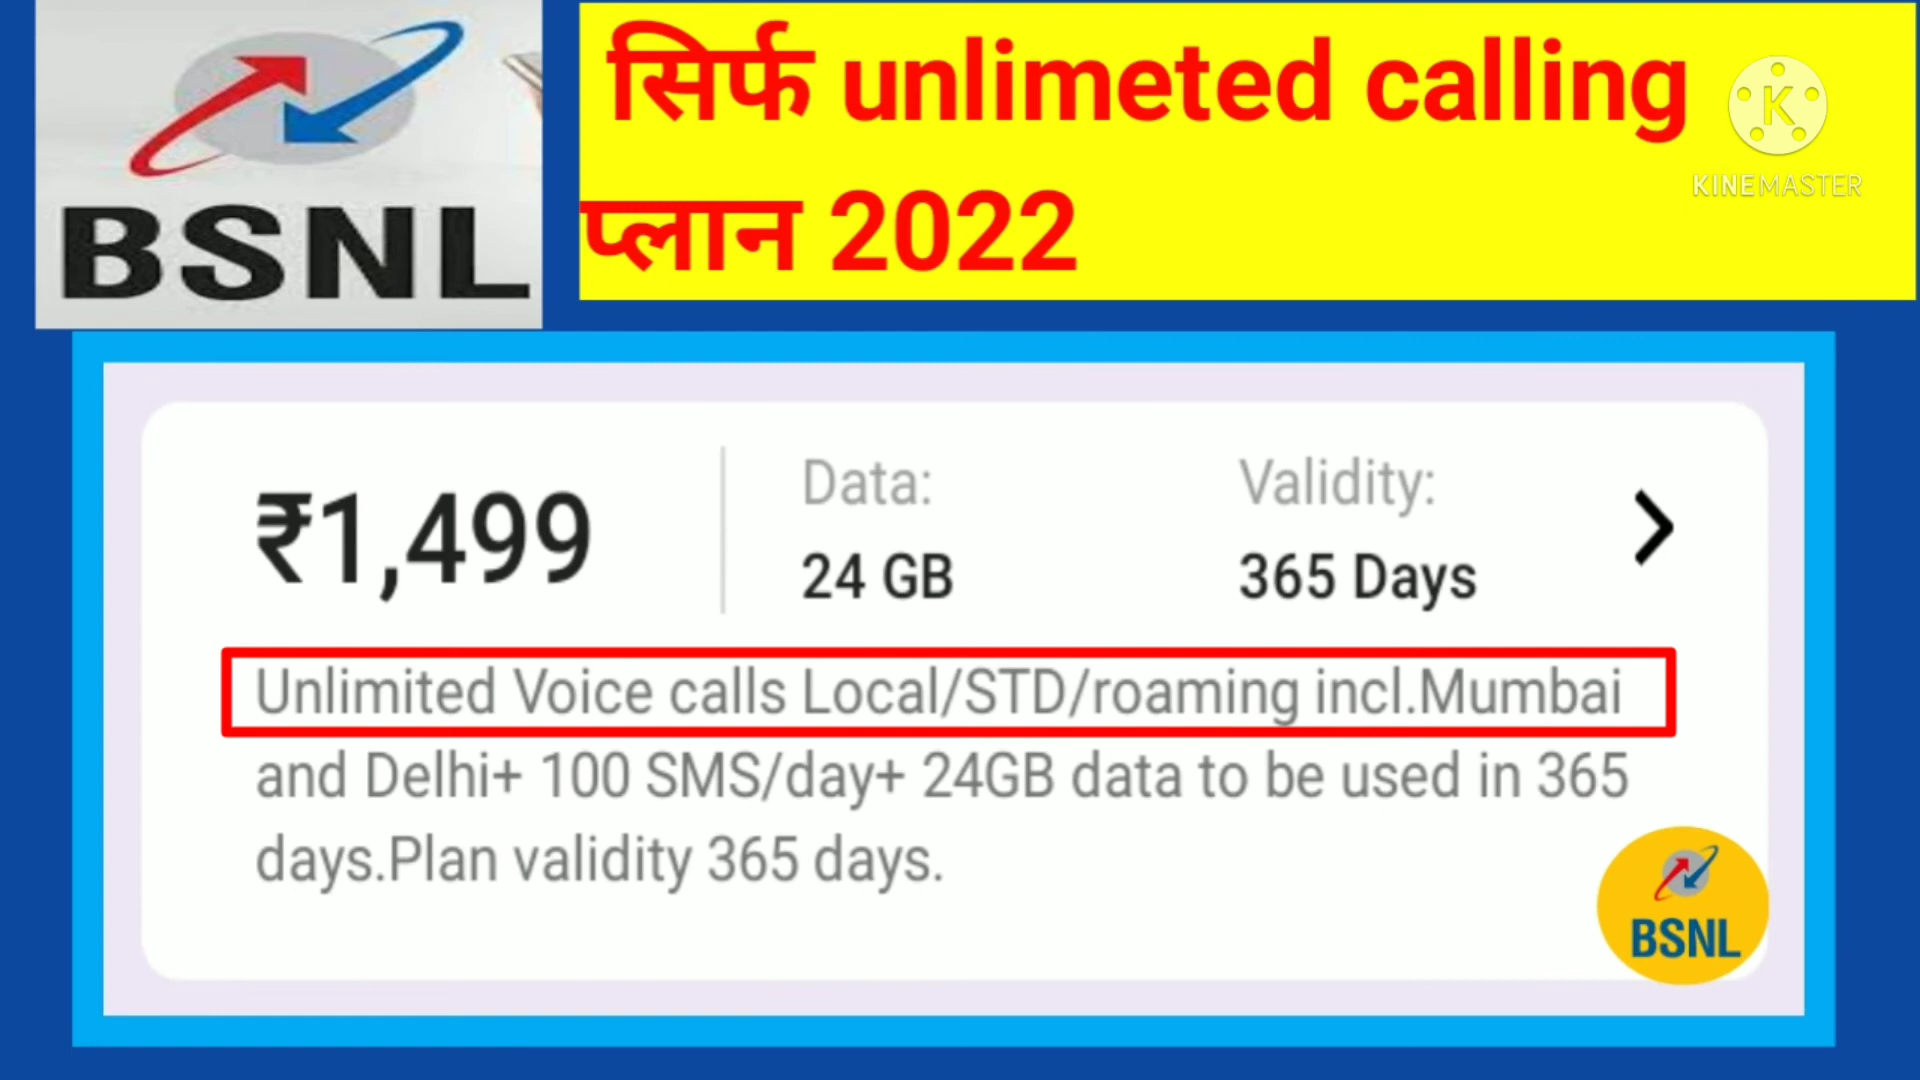 BSNL
सिर्फ unlimeted calling
प्लान 2022
KINEMASTER
₹1,499
Data:
24 GB
Validity:
365 Days
Unlimited Voice calls Local/STD/roaming incl.Mumbai
and Delhi+ 100 SMS/day+ 24GB data to be used in 365
days.Plan validity 365 days.
BSNL